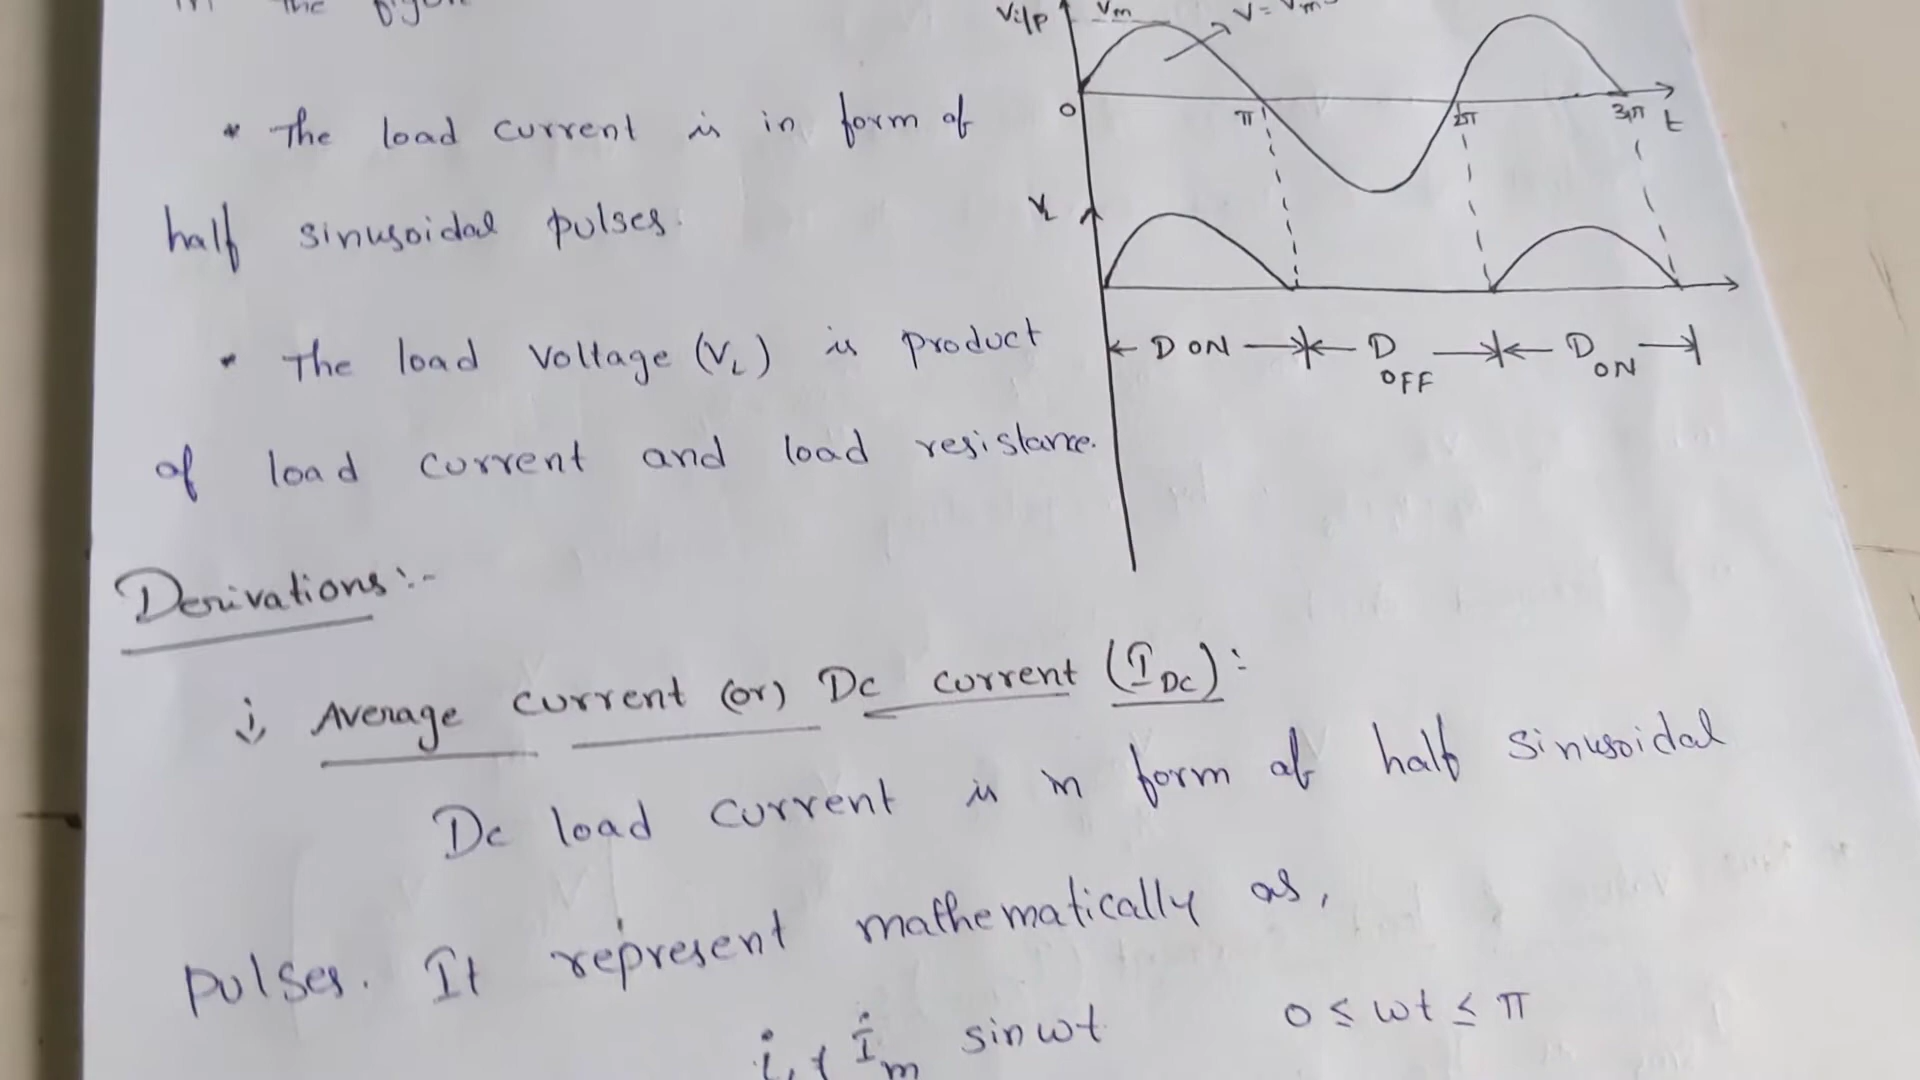 the
Vi/p Vm V = Vm
0 π 2π 3π t
* The load current is in form of
half sinusoidal pulses.
VL
* The load voltage (VL) is product
D ON D OFF D ON
of load current and load resistance.
Derivations:-
i, Average current (or) Dc current (IDC):
Dc load current is in form of half sinusoidal
pulses. It represent mathematically as,
Im sinωt 0 ≤ ωt ≤ π